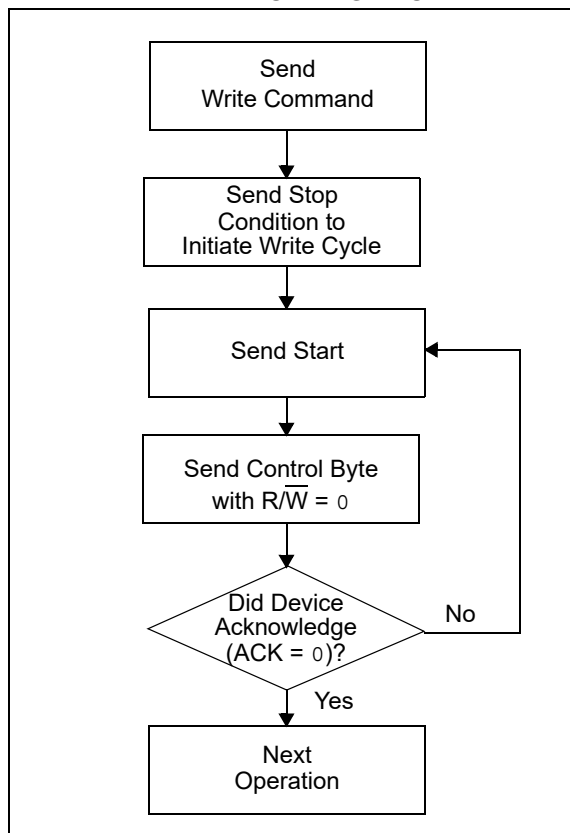 Send
Write Command
Send Stop
Condition to
Initiate Write Cycle
Send Start
Send Control Byte
with R/W̅ = 0
Did Device
Acknowledge
(ACK = 0)?
No
Yes
Next
Operation